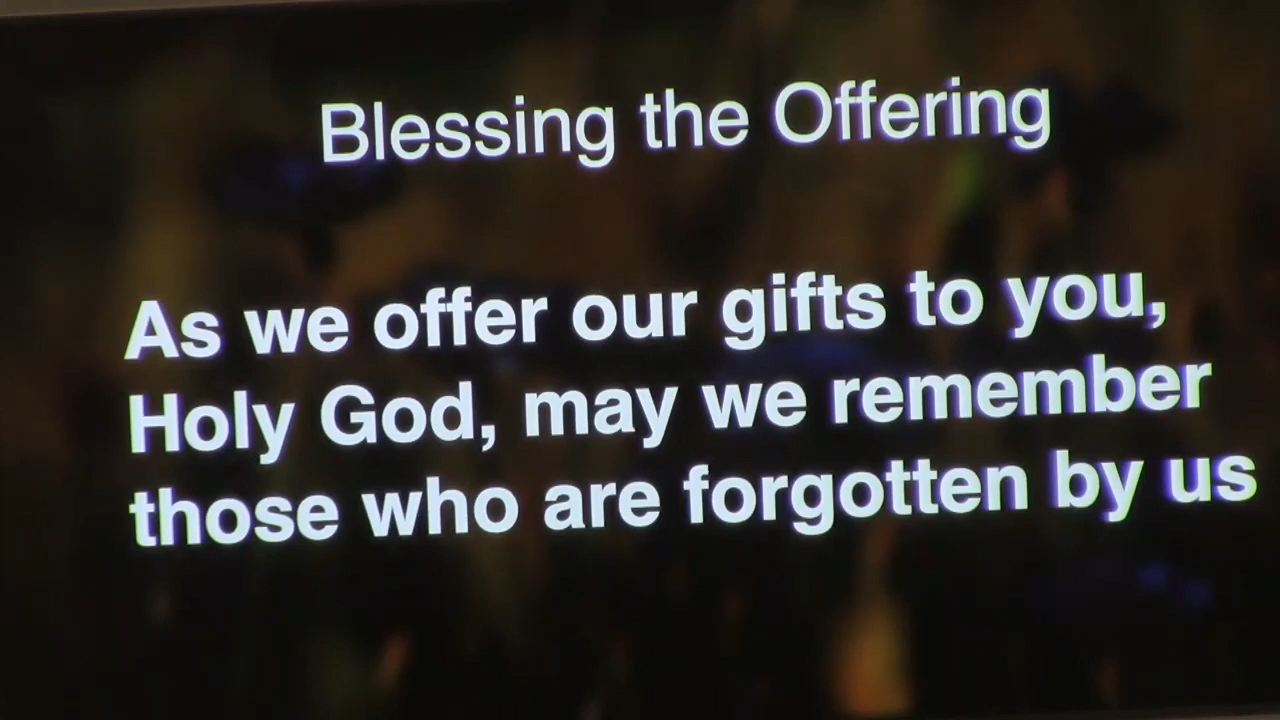 Blessing the Offering
As we offer our gifts to you,
Holy God, may we remember
those who are forgotten by us